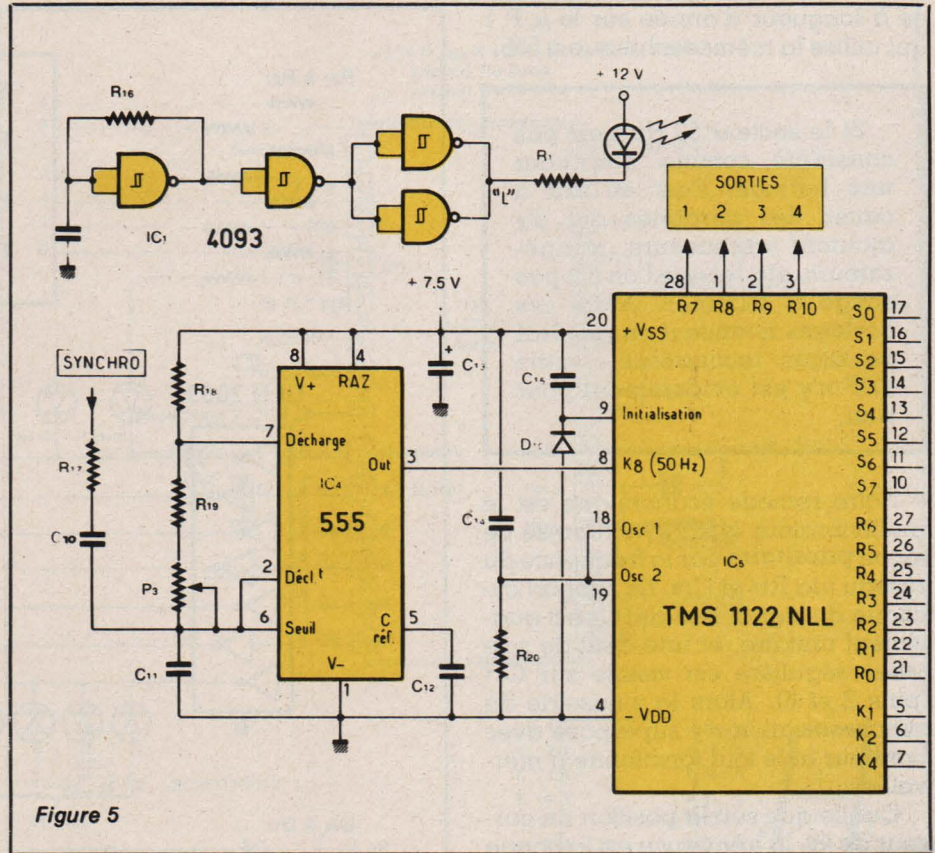 R16
IC1
4093
"L"
R1
+ 12 V
SORTIES
1 2 3 4
28 1 2 3
R7 R8 R9 R10
+ 7.5 V
SYNCHRO
R17
C10
R18
R19
P3
C11
8 4
V+ RAZ
7 Décharge
Out 3
IC4
555
2 Décl t
6 Seuil
C réf. 5
V-
1
C12
C13
C14
R20
C15
20 + VSS
9 Initialisation
8 K8 (50 Hz)
18 Osc 1
Osc 2
19
IC5
TMS 1122 NLL
4 - VDD
S0 17
S1 16
S2 15
S3 14
S4 13
S5 12
S6 11
S7 10
R6 27
R5 26
R4 25
R3 24
R2 23
R1 22
R0 21
K1 5
K2 6
K4 7
Figure 5